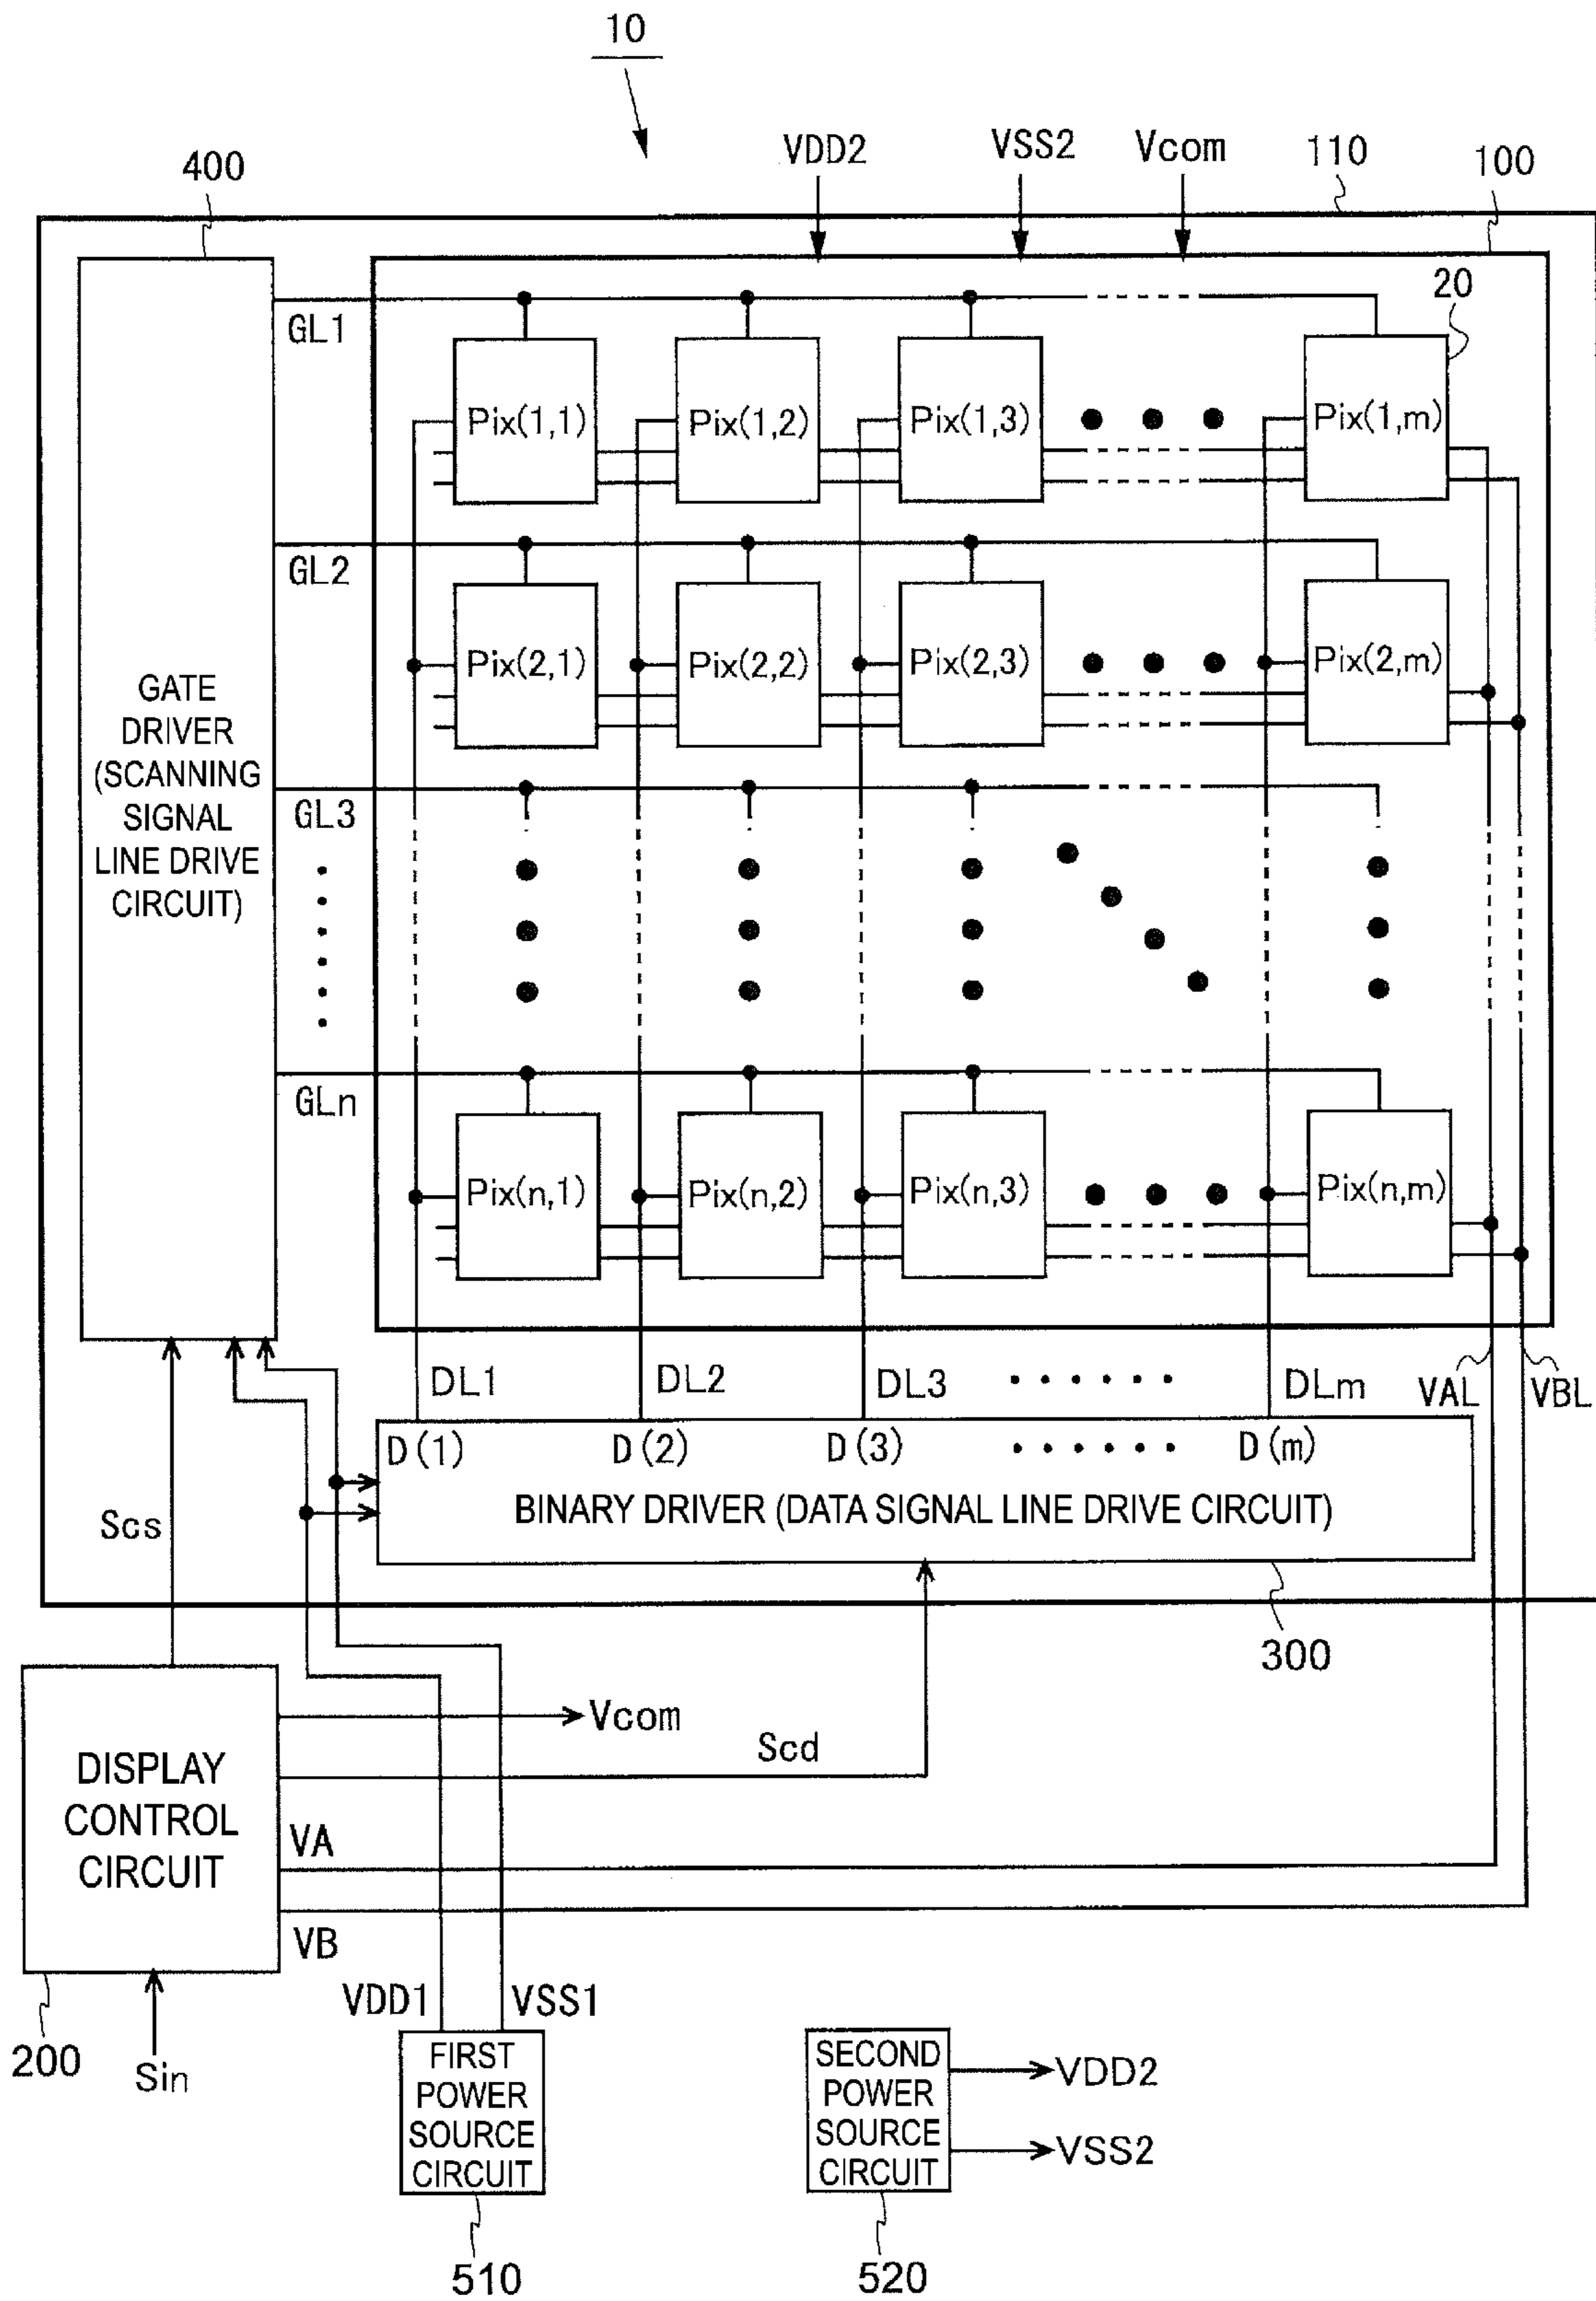 10
VDD2
VSS2
Vcom
110
100
400
20
GL1
Pix(1,1)
Pix(1,2)
Pix(1,3)
Pix(1,m)
GL2
Pix(2,1)
Pix(2,2)
Pix(2,3)
Pix(2,m)
GATE
DRIVER
(SCANNING
SIGNAL
LINE DRIVE
CIRCUIT)
GL3
GLn
Pix(n,1)
Pix(n,2)
Pix(n,3)
Pix(n,m)
DL1
DL2
DL3
DLm
VAL
VBL
D(1)
D(2)
D(3)
D(m)
BINARY DRIVER (DATA SIGNAL LINE DRIVE CIRCUIT)
Scs
300
Vcom
Scd
DISPLAY
CONTROL
CIRCUIT
VA
VB
VDD1
VSS1
200
Sin
FIRST
POWER
SOURCE
CIRCUIT
SECOND
POWER
SOURCE
CIRCUIT
VDD2
VSS2
510
520